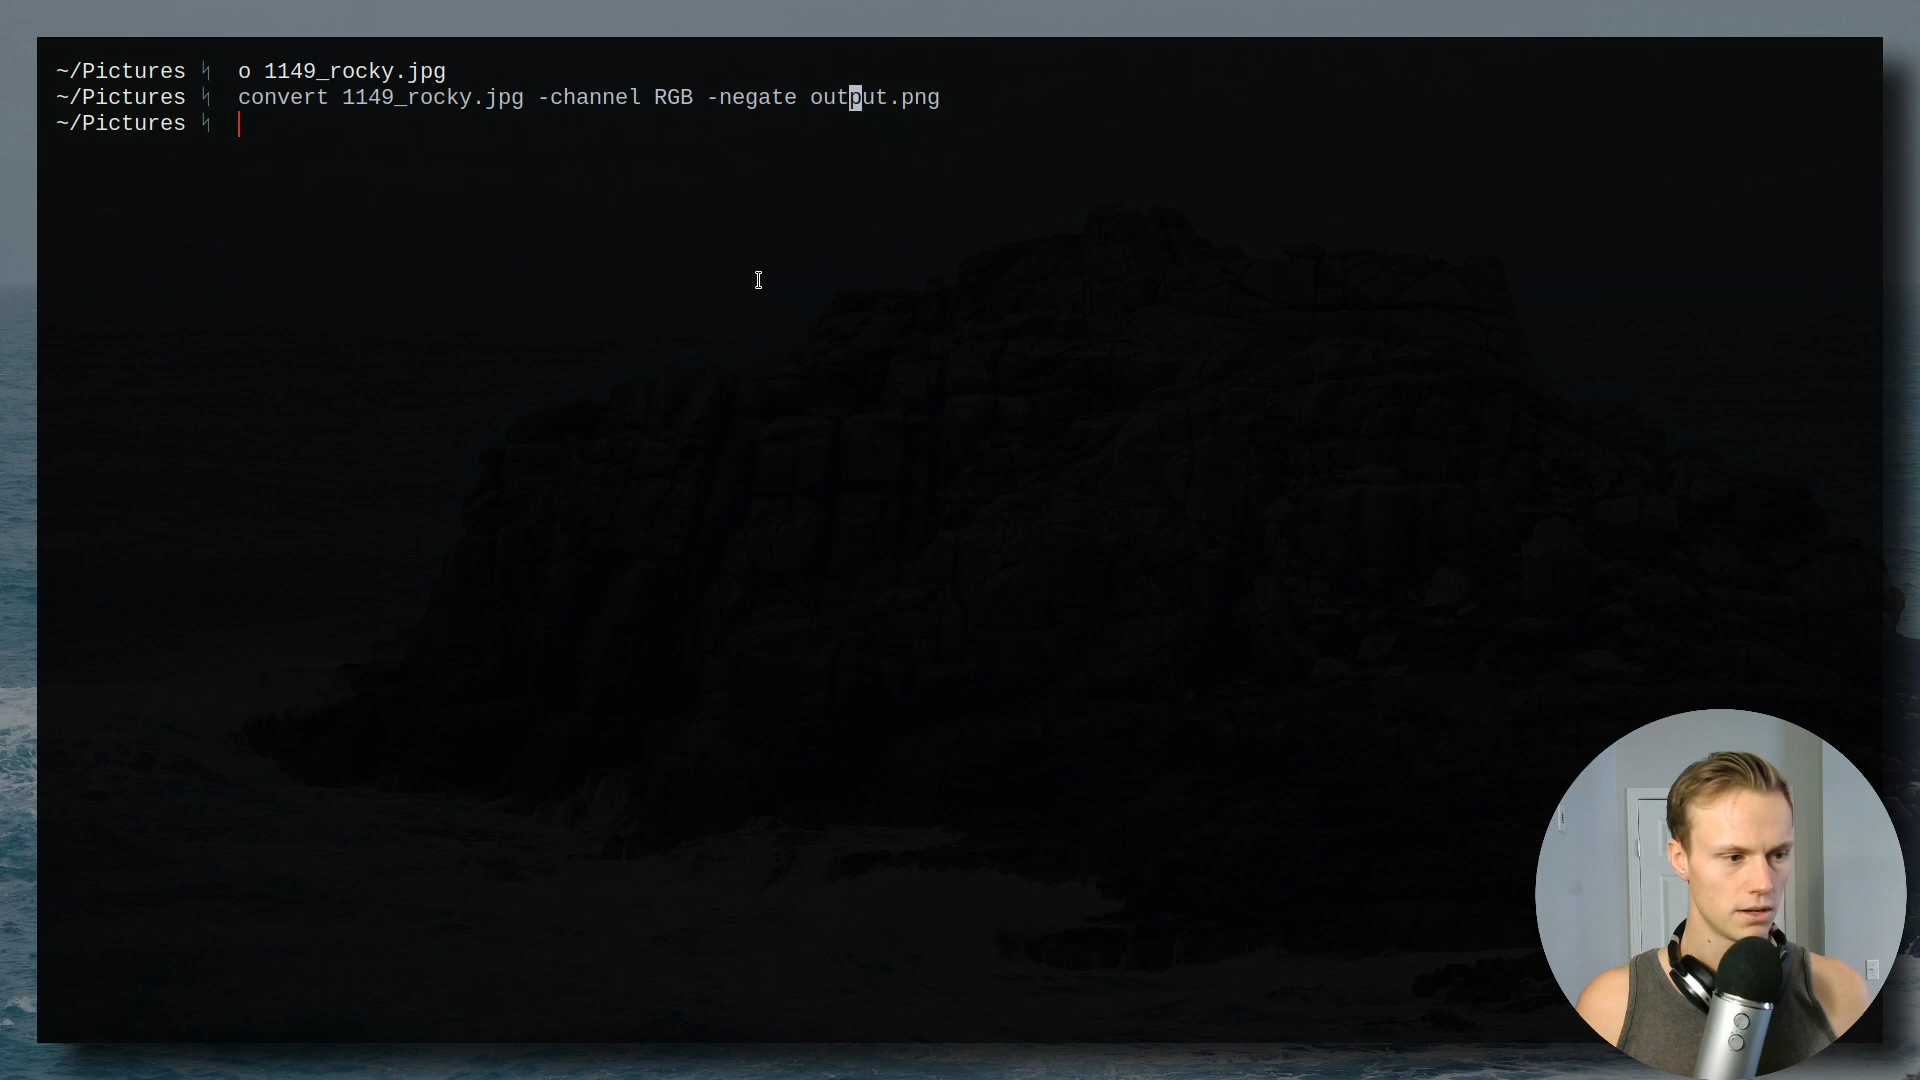 ~/Pictures ᛋ o 1149_rocky.jpg
~/Pictures ᛋ convert 1149_rocky.jpg -channel RGB -negate output.png
~/Pictures ᛋ